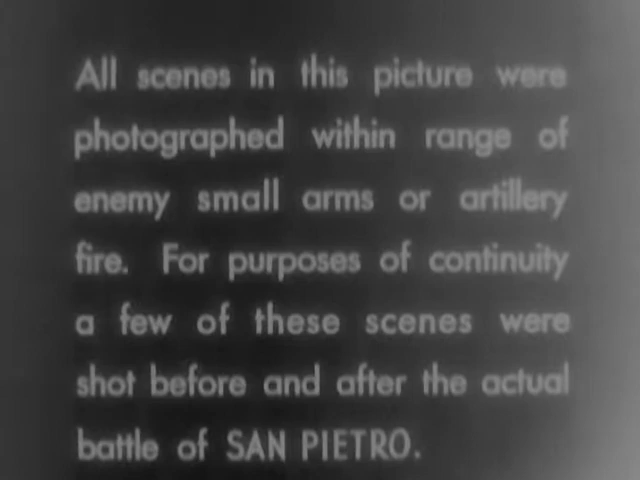 All scenes in this picture were
photographed within range of
enemy small arms or artillery
fire. For purposes of continuity
a few of these scenes were
shot before and after the actual
battle of SAN PIETRO.